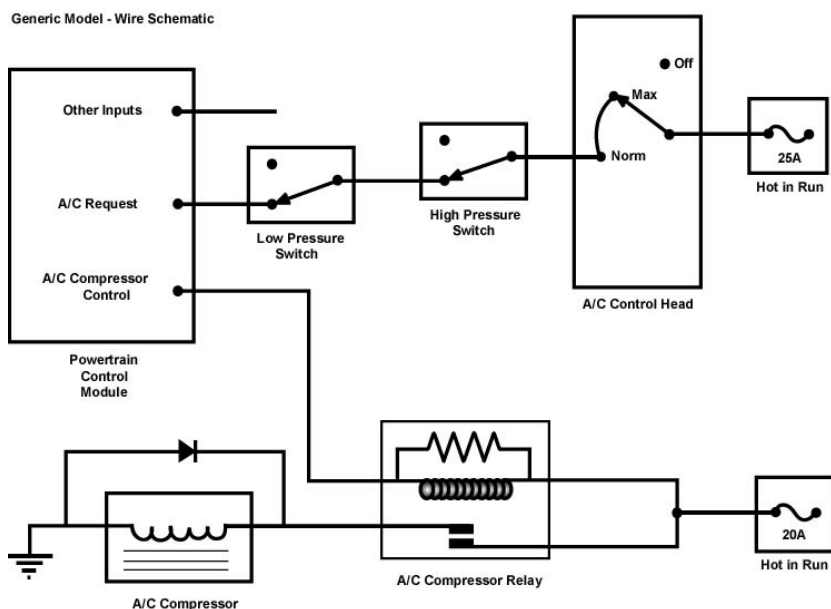 Generic Model - Wire Schematic
Other Inputs
A/C Request
A/C Compressor
Control
Powertrain
Control
Module
Low Pressure
Switch
High Pressure
Switch
Off
Max
Norm
A/C Control Head
25A
Hot in Run
A/C Compressor
A/C Compressor Relay
20A
Hot in Run